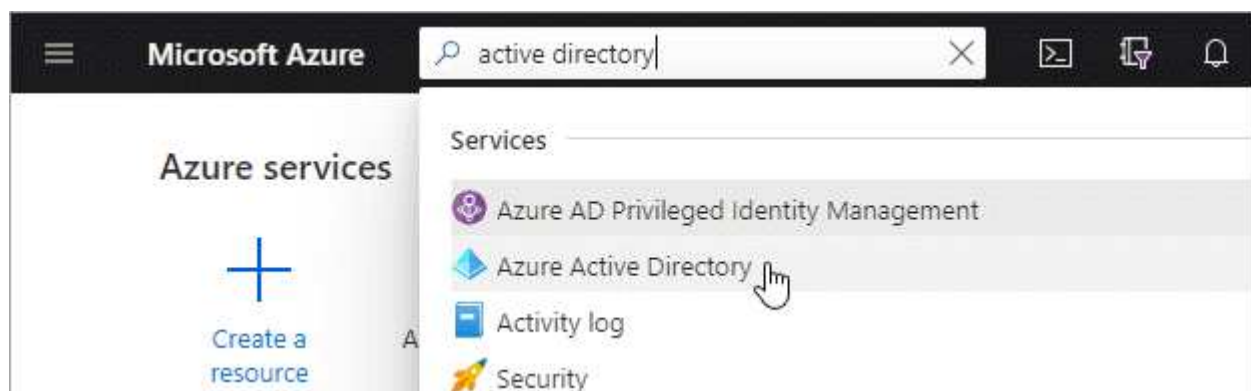 Microsoft Azure
active directory
Azure services
Services
Azure AD Privileged Identity Management
Azure Active Directory
Activity log
Security
Create a
resource
A